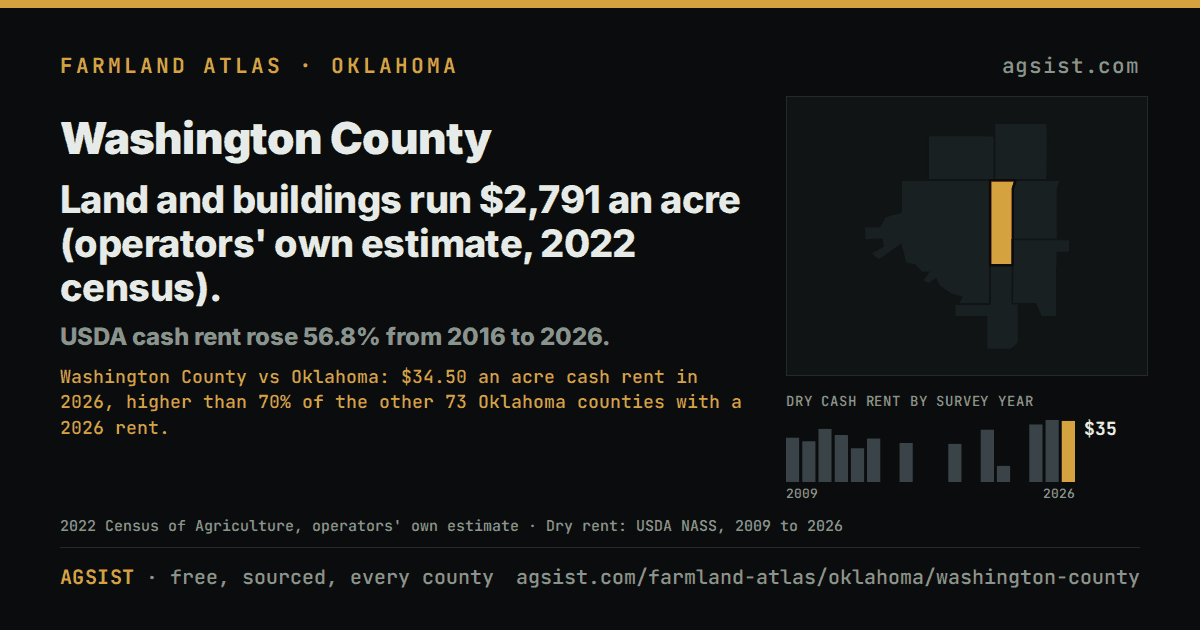 FARMLAND ATLAS · OKLAHOMA
agsist.com
Washington County
Land and buildings run $2,791 an acre
(operators' own estimate, 2022
census).
USDA cash rent rose 56.8% from 2016 to 2026.
Washington County vs Oklahoma: $34.50 an acre cash rent in
2026, higher than 70% of the other 73 Oklahoma counties with a
2026 rent.
DRY CASH RENT BY SURVEY YEAR
$35
2009
2026
2022 Census of Agriculture, operators' own estimate · Dry rent: USDA NASS, 2009 to 2026
AGSIST · free, sourced, every county
agsist.com/farmland-atlas/oklahoma/washington-county